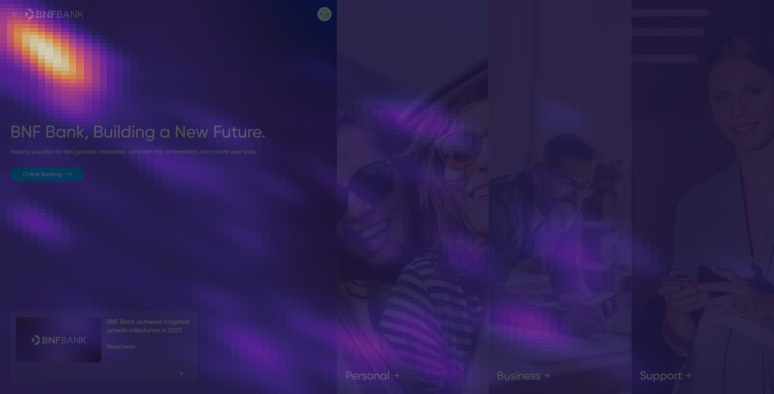 BNFBANK
BNF Bank, Building a New Future.
Helping you plan for life's greatest milestones. Let's start the conversation, and create your story.
Online Banking
BNFBANK
BNF Bank achieves targeted
growth milestones in 2023
Read more
Personal →
Business →
Support →